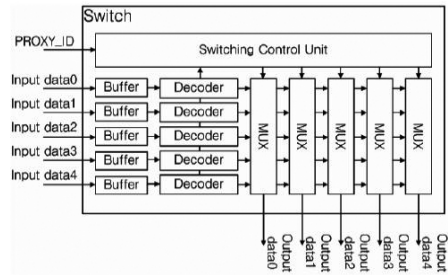 Switch
PROXY_ID
Switching Control Unit
Input data0
Buffer
Decoder
Input data1
Buffer
Decoder
Input data2
Buffer
Decoder
Input data3
Buffer
Decoder
Input data4
Buffer
Decoder
MUX
MUX
MUX
MUX
MUX
Output
data0
Output
data1
Output
data2
Output
data3
Output
data4